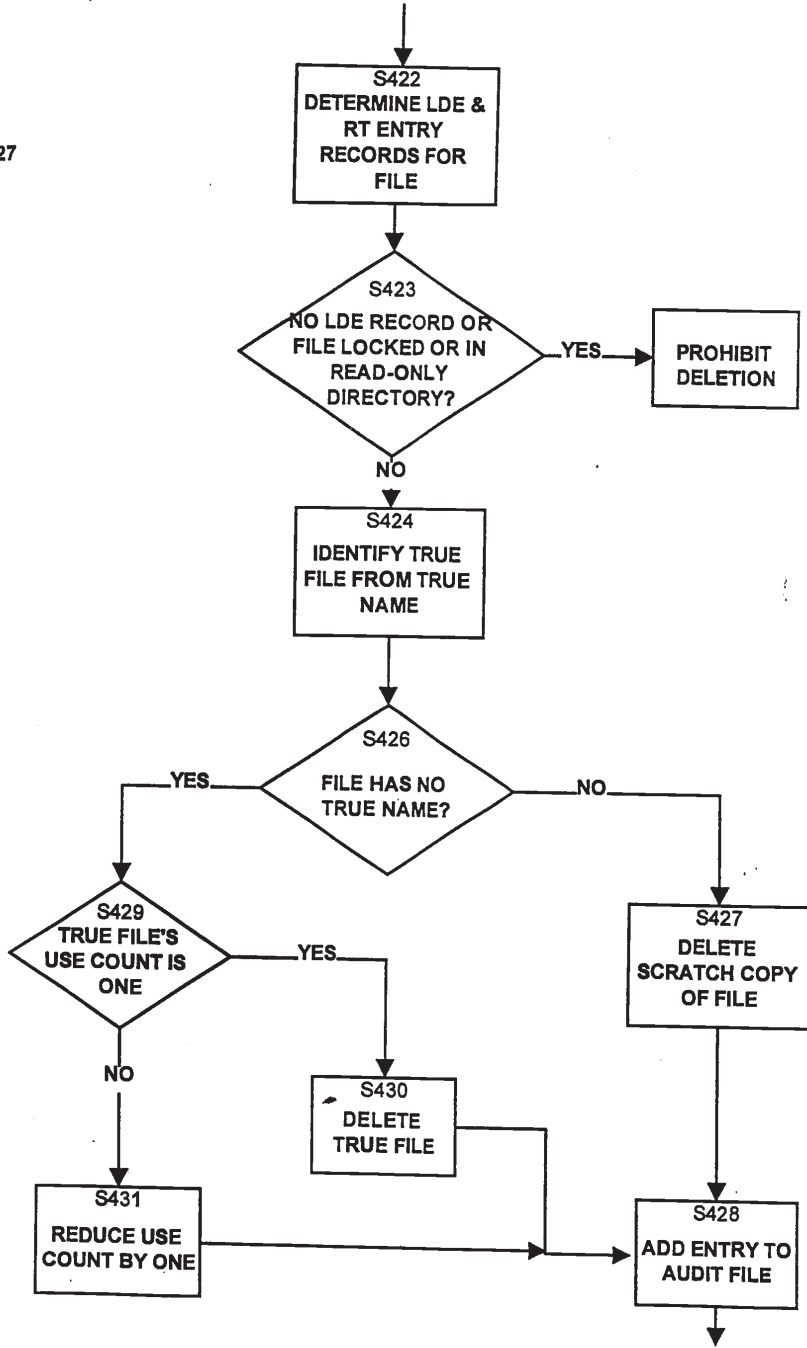 S422
DETERMINE LDE &
RT ENTRY
RECORDS FOR
FILE
27
S423
NO LDE RECORD OR
FILE LOCKED OR IN
READ-ONLY
DIRECTORY?
YES
PROHIBIT
DELETION
NO
S424
IDENTIFY TRUE
FILE FROM TRUE
NAME
S426
FILE HAS NO
TRUE NAME?
YES
NO
S429
TRUE FILE'S
USE COUNT IS
ONE
YES
NO
S427
DELETE
SCRATCH COPY
OF FILE
S430
DELETE
TRUE FILE
S431
REDUCE USE
COUNT BY ONE
S428
ADD ENTRY TO
AUDIT FILE